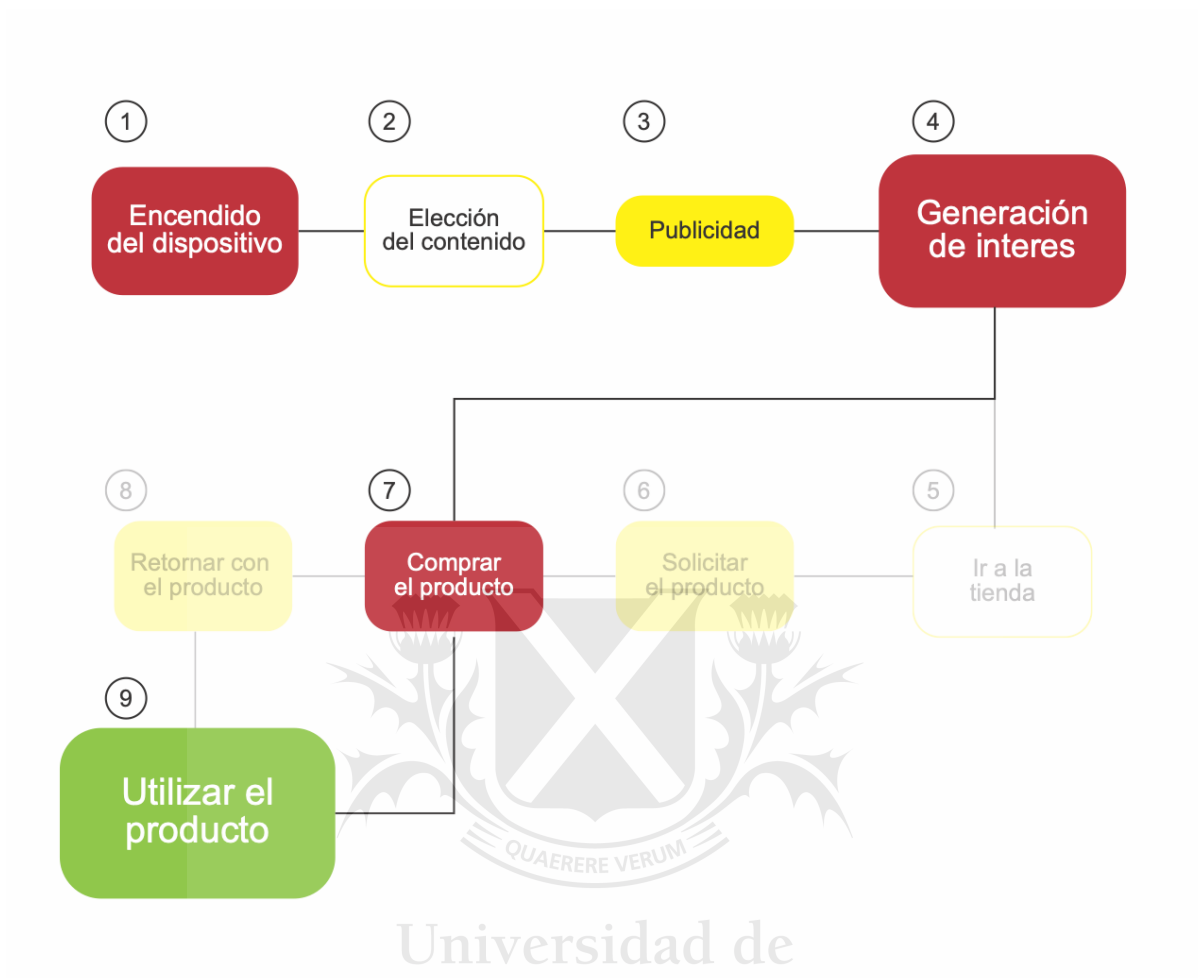 1
Encendido
del dispositivo
2
Elección
del contenido
3
Publicidad
4
Generación
de interes
5
Ir a la
tienda
6
Solicitar
el producto
7
Comprar
el producto
8
Retornar con
el producto
9
Utilizar el
producto
QUAERERE VERUM
Universidad de